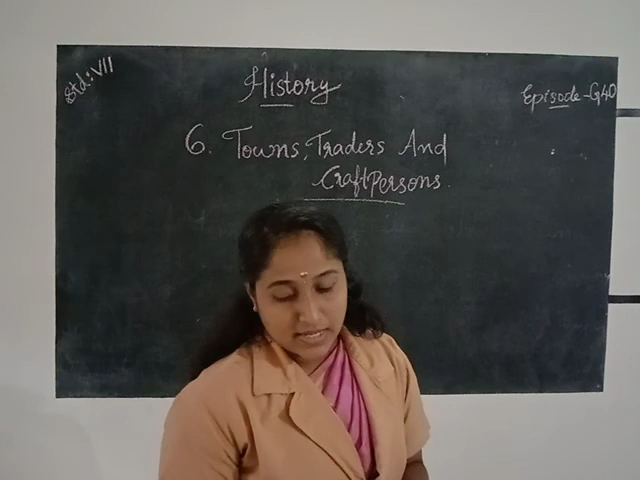 Std: VII
History
Episode-G40
6. Towns, Traders And
CraftPersons.